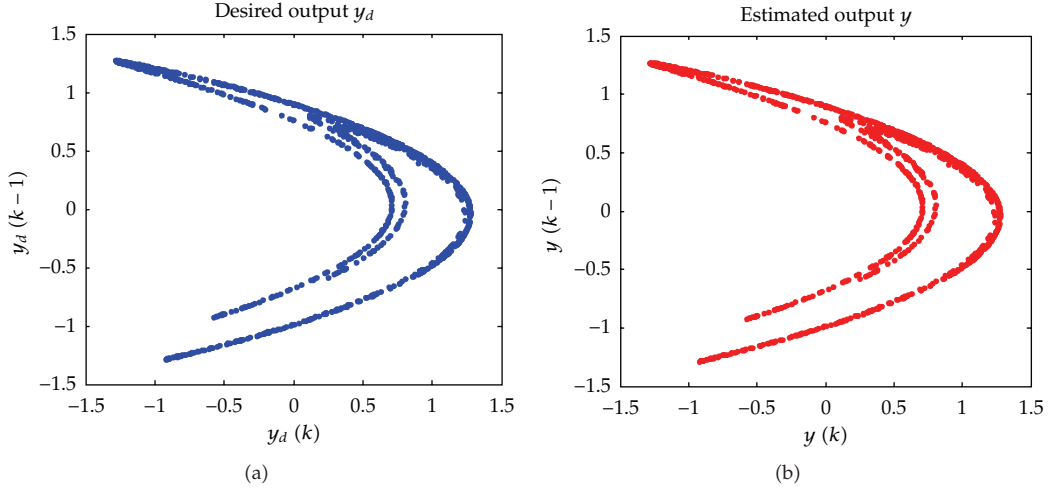 Desired output y_d
1.5
1
0.5
0
−0.5
−1
−1.5
y_d (k − 1)
−1.5 −1 −0.5 0 0.5 1 1.5
y_d (k)
(a)
Estimated output y
1.5
1
0.5
0
−0.5
−1
−1.5
y (k − 1)
−1.5 −1 −0.5 0 0.5 1 1.5
y (k)
(b)